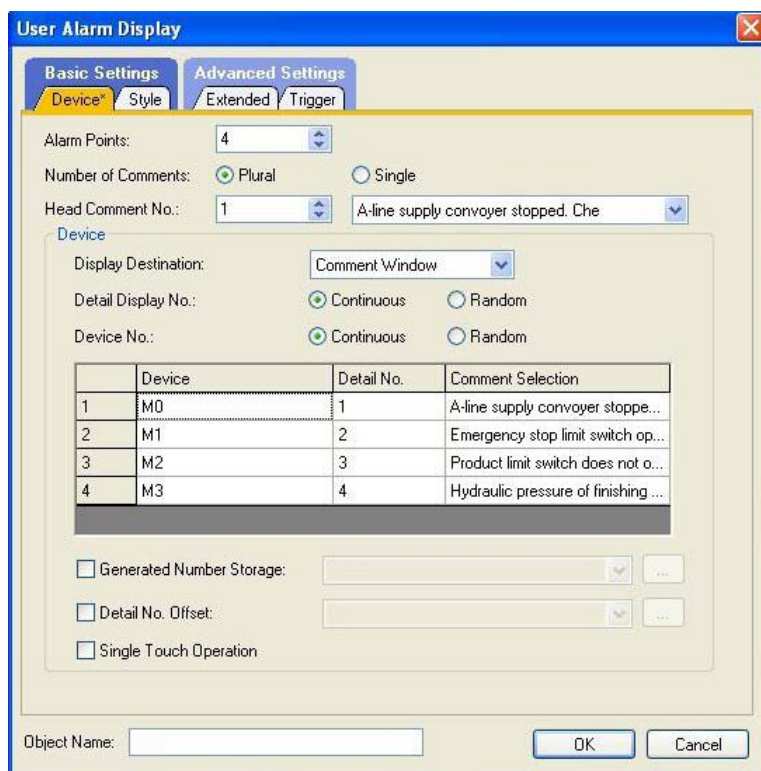 User Alarm Display
Basic Settings Advanced Settings
Device* Style Extended Trigger
Alarm Points: 4
Number of Comments: Plural Single
Head Comment No.: 1 A-line supply convoyer stopped. Che
Device
Display Destination: Comment Window
Detail Display No.: Continuous Random
Device No.: Continuous Random
Device Detail No. Comment Selection
1 M0 1 A-line supply convoyer stoppe...
2 M1 2 Emergency stop limit switch op...
3 M2 3 Product limit switch does not o...
4 M3 4 Hydraulic pressure of finishing ...
Generated Number Storage: ...
Detail No. Offset: ...
Single Touch Operation
Object Name: OK Cancel